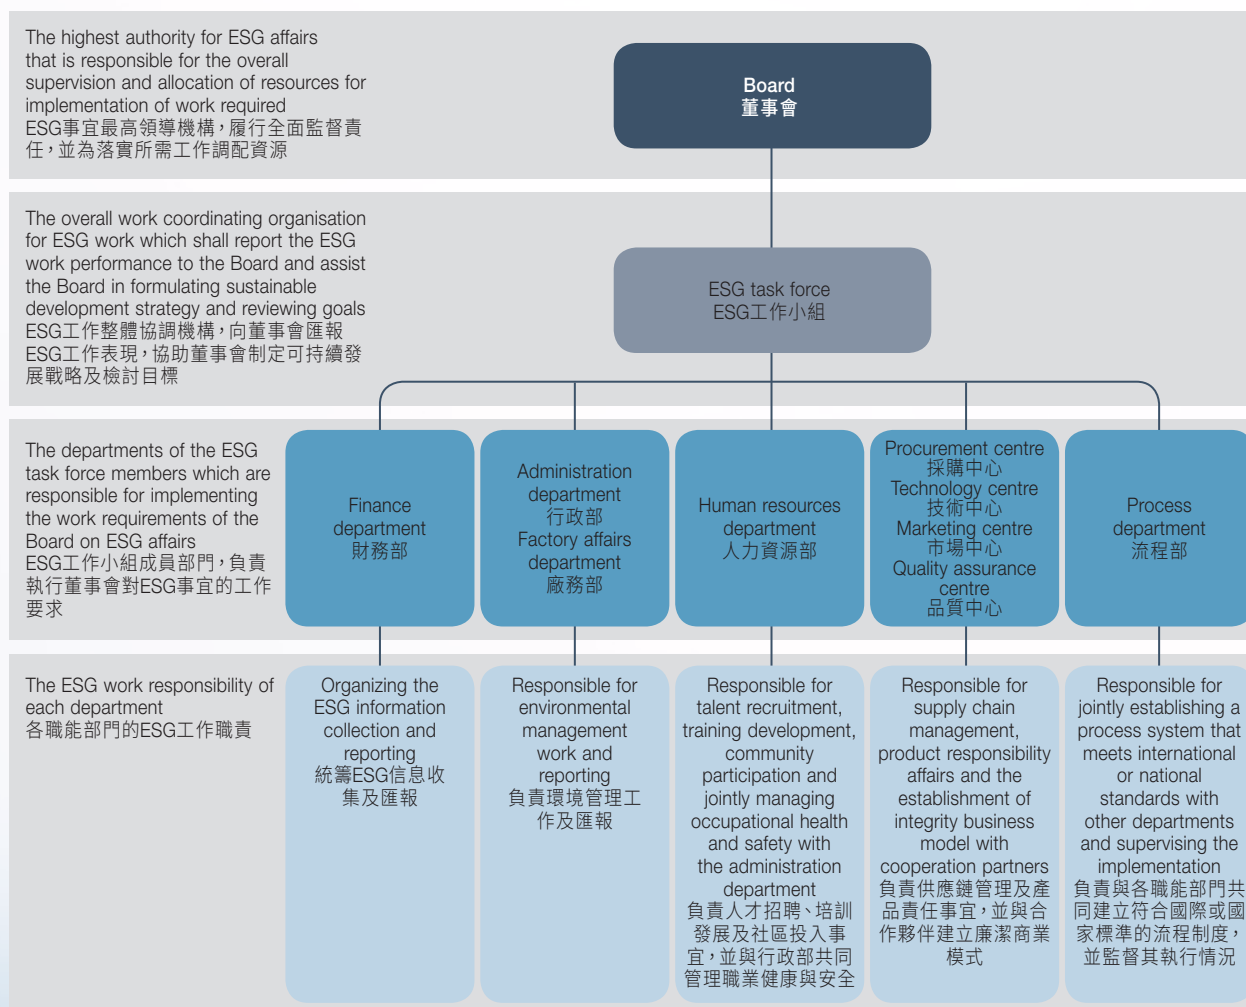 The highest authority for ESG affairs
that is responsible for the overall
supervision and allocation of resources for
implementation of work required
ESG事宜最高領導機構，履行全面監督責
任，並為落實所需工作調配資源
Board
董事會
The overall work coordinating organisation
for ESG work which shall report the ESG
work performance to the Board and assist
the Board in formulating sustainable
development strategy and reviewing goals
ESG工作整體協調機構，向董事會匯報
ESG工作表現，協助董事會制定可持續發
展戰略及檢討目標
ESG task force
ESG工作小組
The departments of the ESG
task force members which are
responsible for implementing
the work requirements of the
Board on ESG affairs
ESG工作小組成員部門，負責
執行董事會對ESG事宜的工作
要求
Finance
department
財務部
Administration
department
行政部
Factory affairs
department
廠務部
Human resources
department
人力資源部
Procurement centre
採購中心
Technology centre
技術中心
Marketing centre
市場中心
Quality assurance
centre
品質中心
Process
department
流程部
The ESG work responsibility of
each department
各職能部門的ESG工作職責
Organizing the
ESG information
collection and
reporting
統籌ESG信息收
集及匯報
Responsible for
environmental
management
work and
reporting
負責環境管理工
作及匯報
Responsible for
talent recruitment,
training development,
community
participation and
jointly managing
occupational health
and safety with
the administration
department
負責人才招聘、培訓
發展及社區投入事
宜，並與行政部共同
管理職業健康與安全
Responsible for
supply chain
management,
product responsibility
affairs and the
establishment of
integrity business
model with
cooperation partners
負責供應鏈管理及產
品責任事宜，並與合
作夥伴建立廉潔商業
模式
Responsible for
jointly establishing a
process system that
meets international
or national
standards with
other departments
and supervising the
implementation
負責與各職能部門共
同建立符合國際或國
家標準的流程制度，
並監督其執行情況